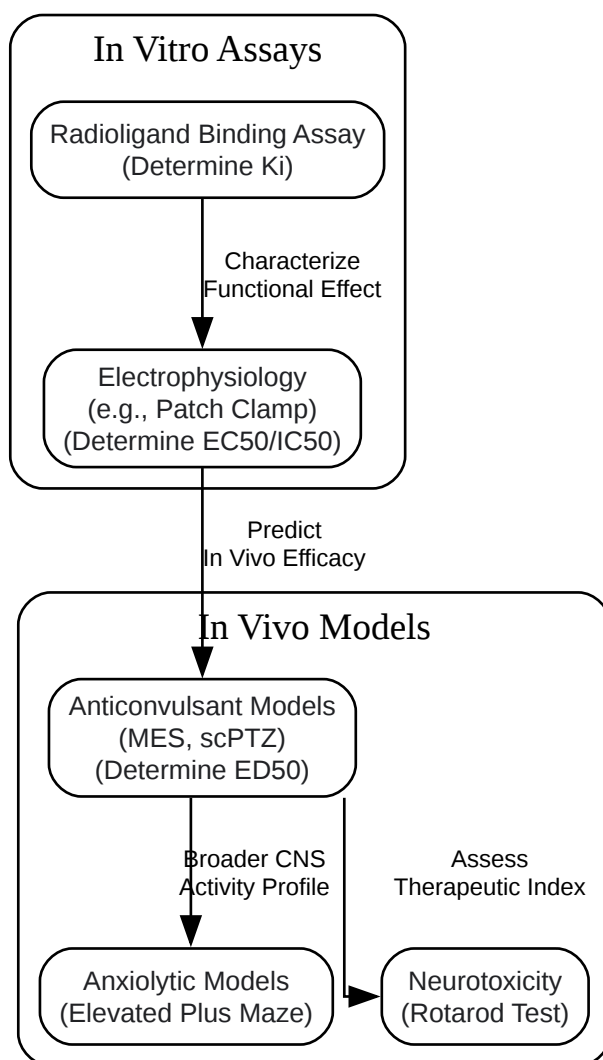 In Vitro Assays
Radioligand Binding Assay
(Determine Ki)
Characterize
Functional Effect
Electrophysiology
(e.g., Patch Clamp)
(Determine EC50/IC50)
Predict
In Vivo Efficacy
In Vivo Models
Anticonvulsant Models
(MES, scPTZ)
(Determine ED50)
Broader CNS
Activity Profile
Assess
Therapeutic Index
Anxiolytic Models
(Elevated Plus Maze)
Neurotoxicity
(Rotarod Test)